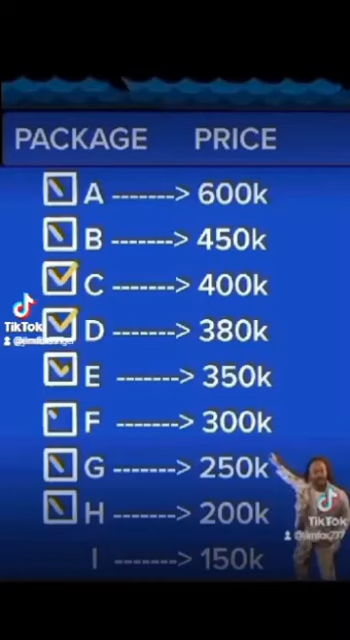 PACKAGE PRICE
A -------> 600k
B -------> 450k
C -------> 400k
D -------> 380k
E -------> 350k
F -------> 300k
G -------> 250k
H -------> 200k
I -------> 150k
TikTok
TikTok